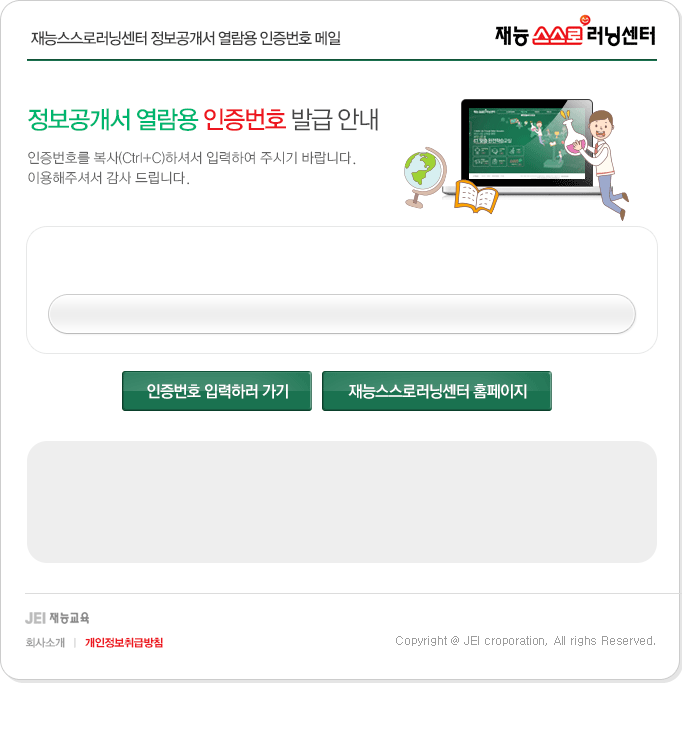 재능스스로러닝센터 정보공개서 열람용 인증번호 메일
재능 스스로 러닝센터
정보공개서 열람용 인증번호 발급 안내
인증번호를 복사(Ctrl+C)하셔서 입력하여 주시기 바랍니다.
이용해주셔서 감사 드립니다.
인증번호 입력하러 가기
재능스스로러닝센터 홈페이지
JEI 재능교육
회사소개 | 개인정보취급방침
Copyright @ JEI croporation, All righs Reserved.